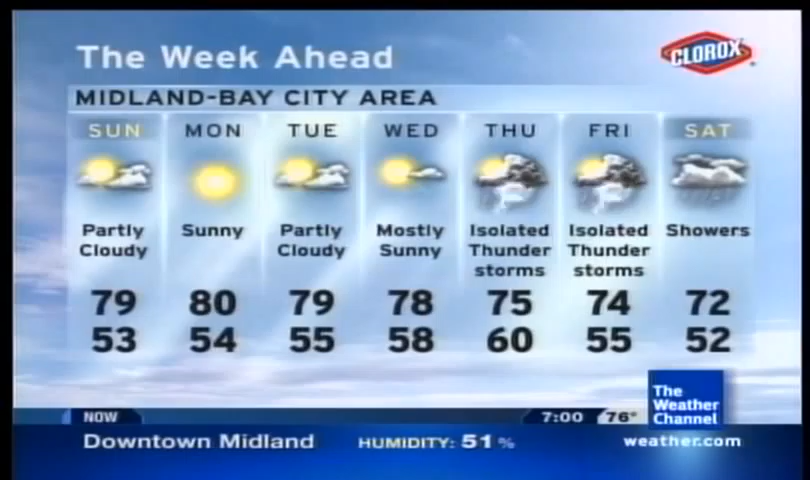 The Week Ahead
CLOROX
MIDLAND-BAY CITY AREA
SUN MON TUE WED THU FRI SAT
Partly Cloudy Sunny Partly Cloudy Mostly Sunny Isolated Thunder storms Isolated Thunder storms Showers
79 80 79 78 75 74 72
53 54 55 58 60 55 52
NOW 7:00 76°
The Weather Channel
Downtown Midland HUMIDITY: 51% weather.com